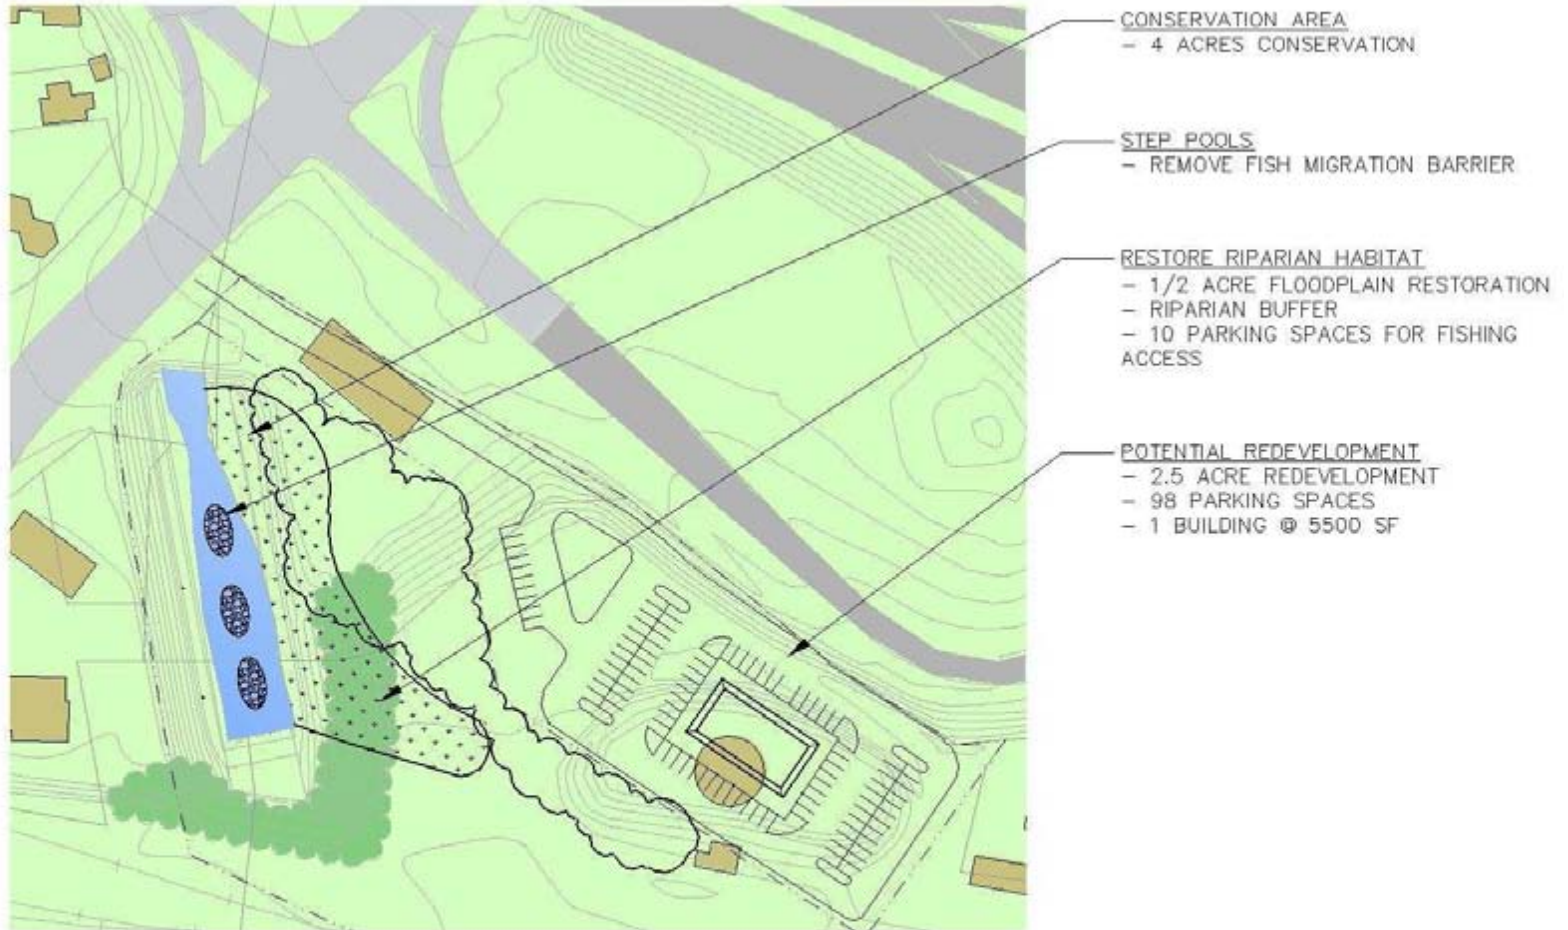 CONSERVATION AREA
- 4 ACRES CONSERVATION
STEP POOLS
- REMOVE FISH MIGRATION BARRIER
RESTORE RIPARIAN HABITAT
- 1/2 ACRE FLOODPLAIN RESTORATION
- RIPARIAN BUFFER
- 10 PARKING SPACES FOR FISHING
ACCESS
POTENTIAL REDEVELOPMENT
- 2.5 ACRE REDEVELOPMENT
- 98 PARKING SPACES
- 1 BUILDING @ 5500 SF